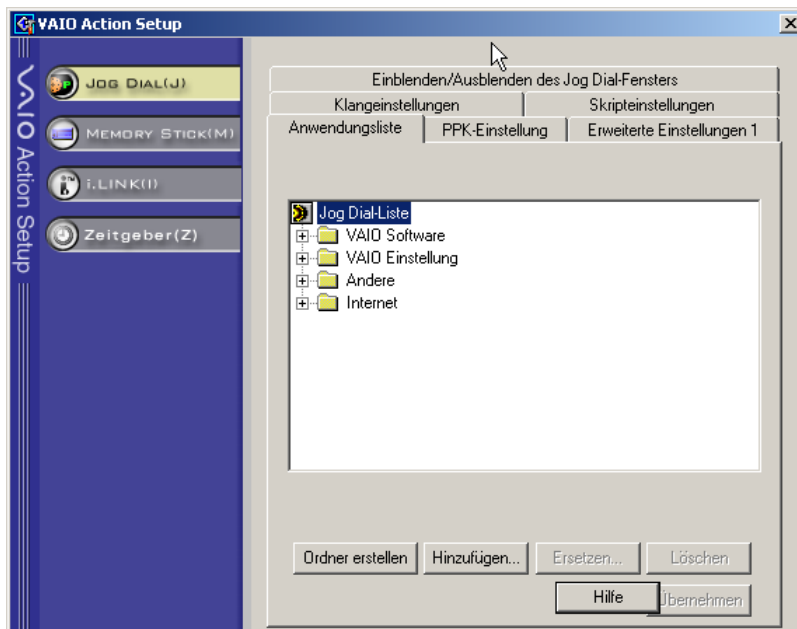 VAIO Action Setup
VAIO Action Setup
JOG DIAL(J)
MEMORY STICK(M)
i.LINK(I)
Zeitgeber(Z)
Einblenden/Ausblenden des Jog Dial-Fensters
Klangeinstellungen
Skripteinstellungen
Anwendungsliste
PPK-Einstellung
Erweiterte Einstellungen 1
Jog Dial-Liste
VAIO Software
VAIO Einstellung
Andere
Internet
Ordner erstellen
Hinzufügen...
Ersetzen...
Löschen
Hilfe
Übernehmen